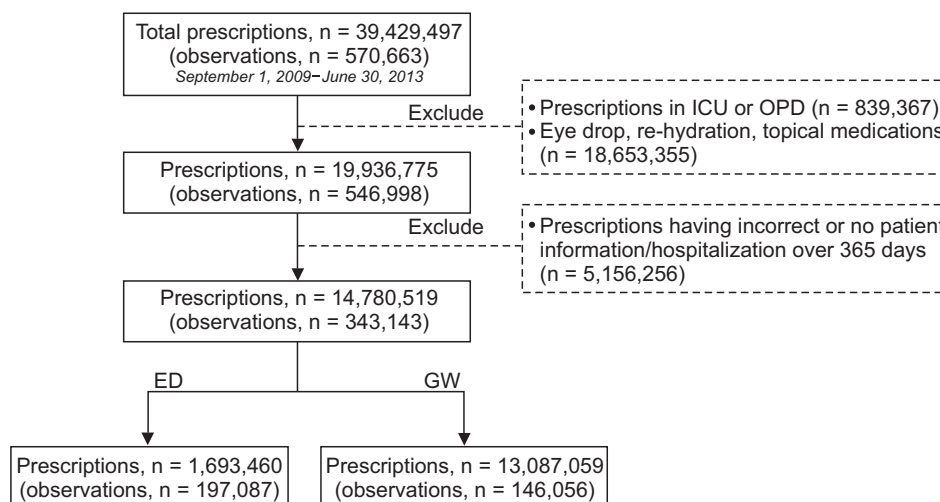 Total prescriptions, n = 39,429,497
(observations, n = 570,663)
September 1, 2009–June 30, 2013
Exclude
• Prescriptions in ICU or OPD (n = 839,367)
• Eye drop, re-hydration, topical medications
(n = 18,653,355)
Prescriptions, n = 19,936,775
(observations, n = 546,998)
Exclude
• Prescriptions having incorrect or no patient
information/hospitalization over 365 days
(n = 5,156,256)
Prescriptions, n = 14,780,519
(observations, n = 343,143)
ED
GW
Prescriptions, n = 1,693,460
(observations, n = 197,087)
Prescriptions, n = 13,087,059
(observations, n = 146,056)